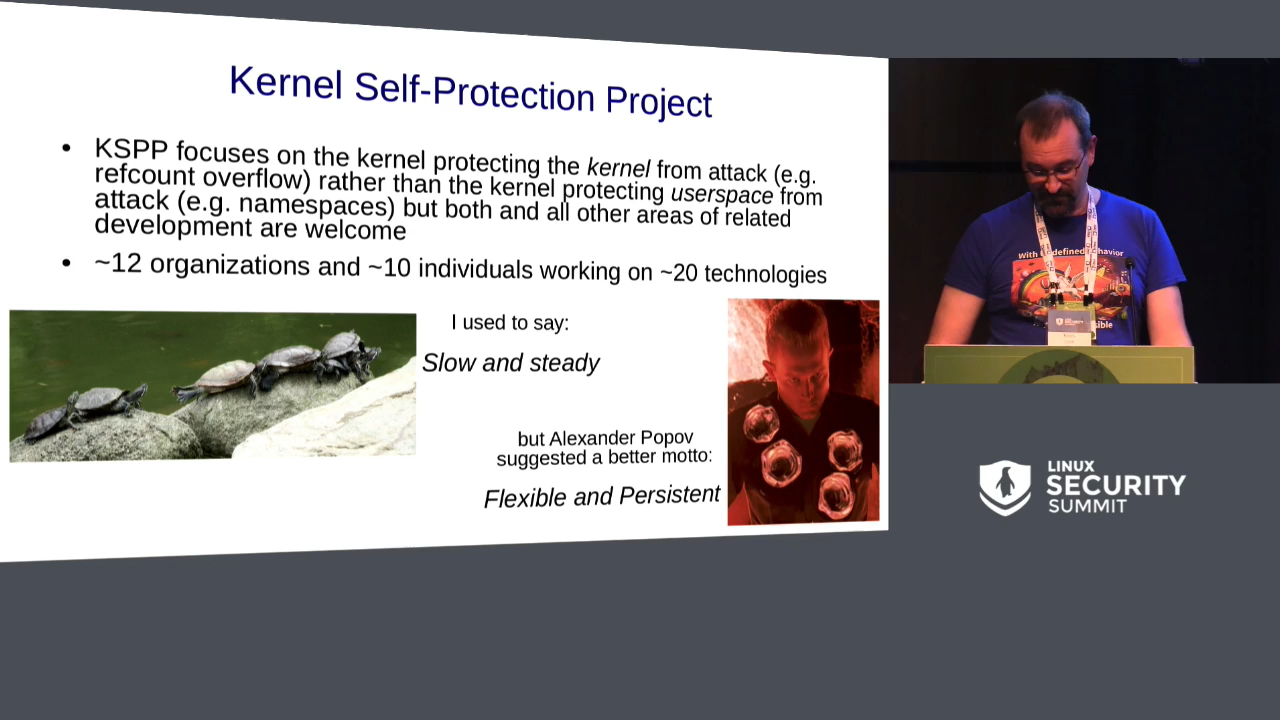 Kernel Self-Protection Project
• KSPP focuses on the kernel protecting the kernel from attack (e.g.
refcount overflow) rather than the kernel protecting userspace from
attack (e.g. namespaces) but both and all other areas of related
development are welcome
• ~12 organizations and ~10 individuals working on ~20 technologies
I used to say:
Slow and steady
but Alexander Popov
suggested a better motto:
Flexible and Persistent
LINUX
SECURITY
SUMMIT